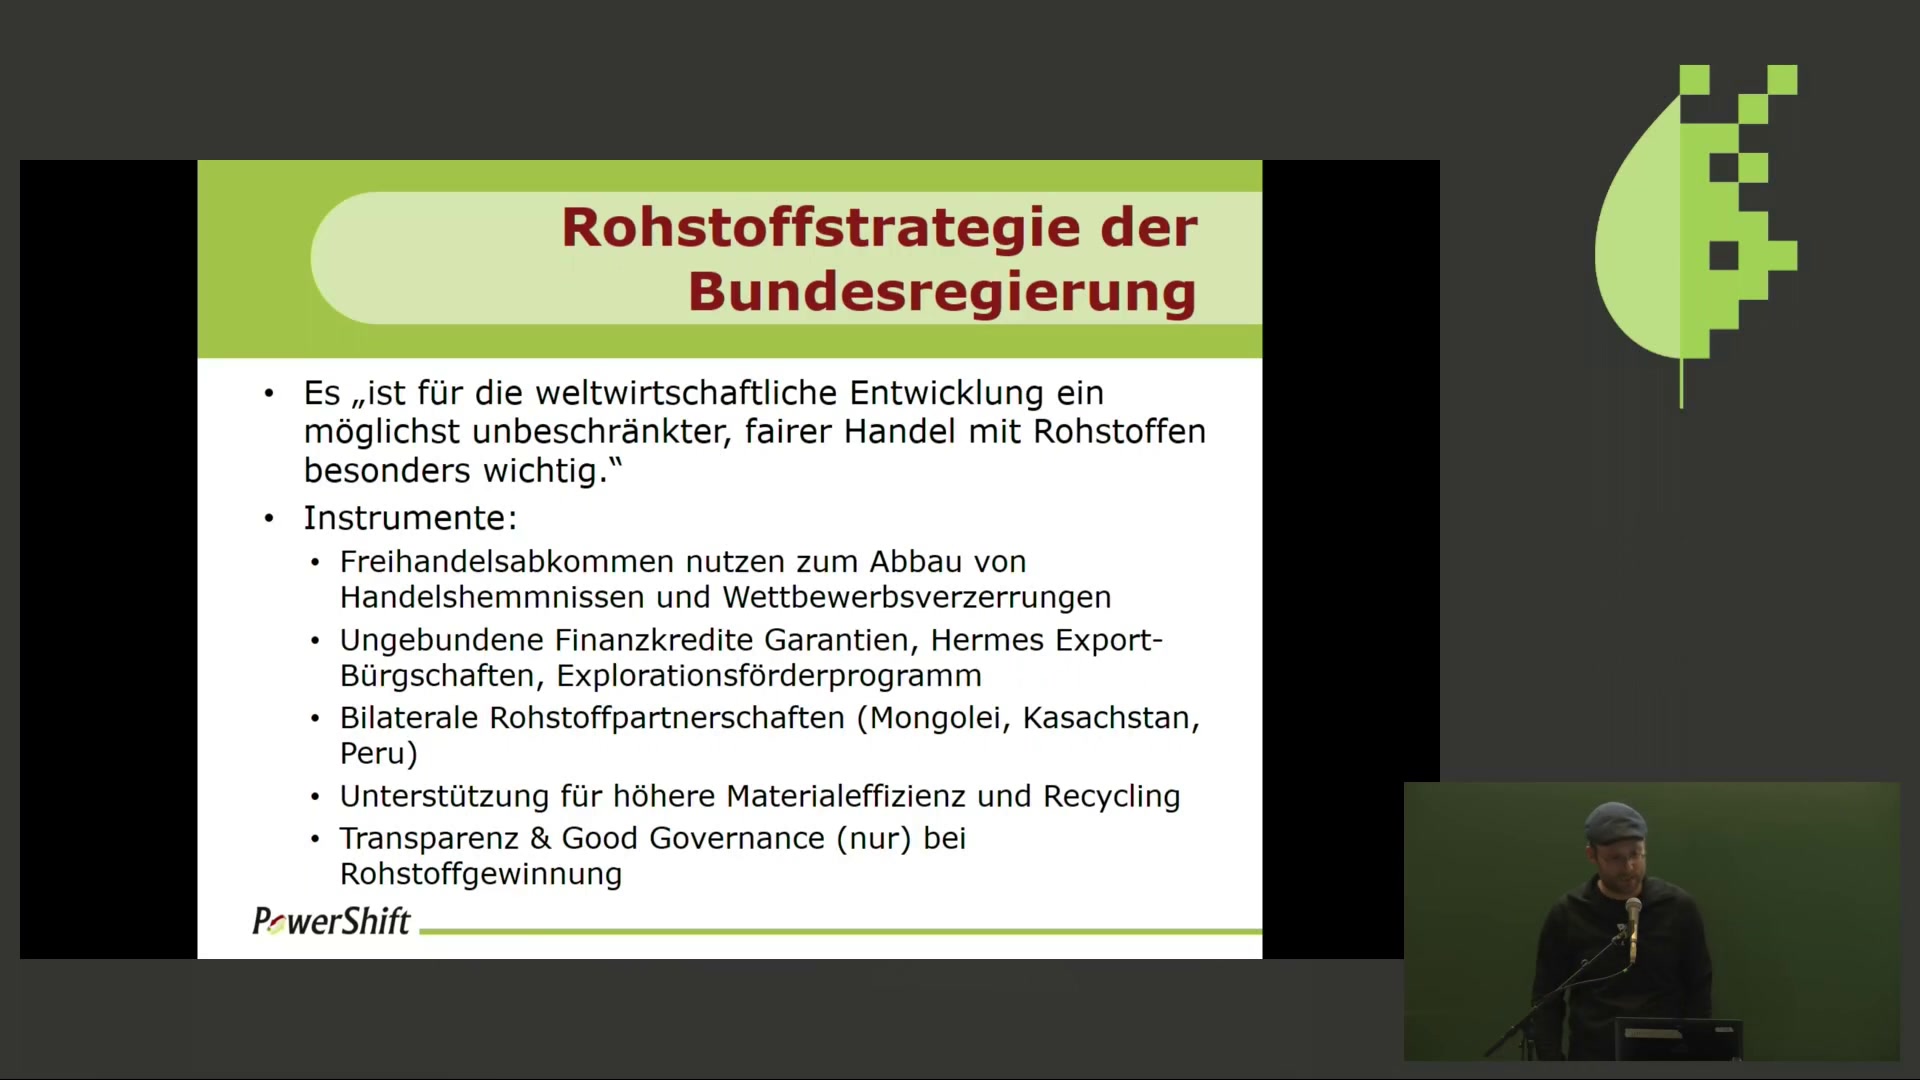 Rohstoffstrategie der
Bundesregierung
• Es „ist für die weltwirtschaftliche Entwicklung ein
möglichst unbeschränkter, fairer Handel mit Rohstoffen
besonders wichtig.“
• Instrumente:
• Freihandelsabkommen nutzen zum Abbau von
Handelshemmnissen und Wettbewerbsverzerrungen
• Ungebundene Finanzkredite Garantien, Hermes Export-
Bürgschaften, Explorationsförderprogramm
• Bilaterale Rohstoffpartnerschaften (Mongolei, Kasachstan,
Peru)
• Unterstützung für höhere Materialeffizienz und Recycling
• Transparenz & Good Governance (nur) bei
Rohstoffgewinnung
PowerShift